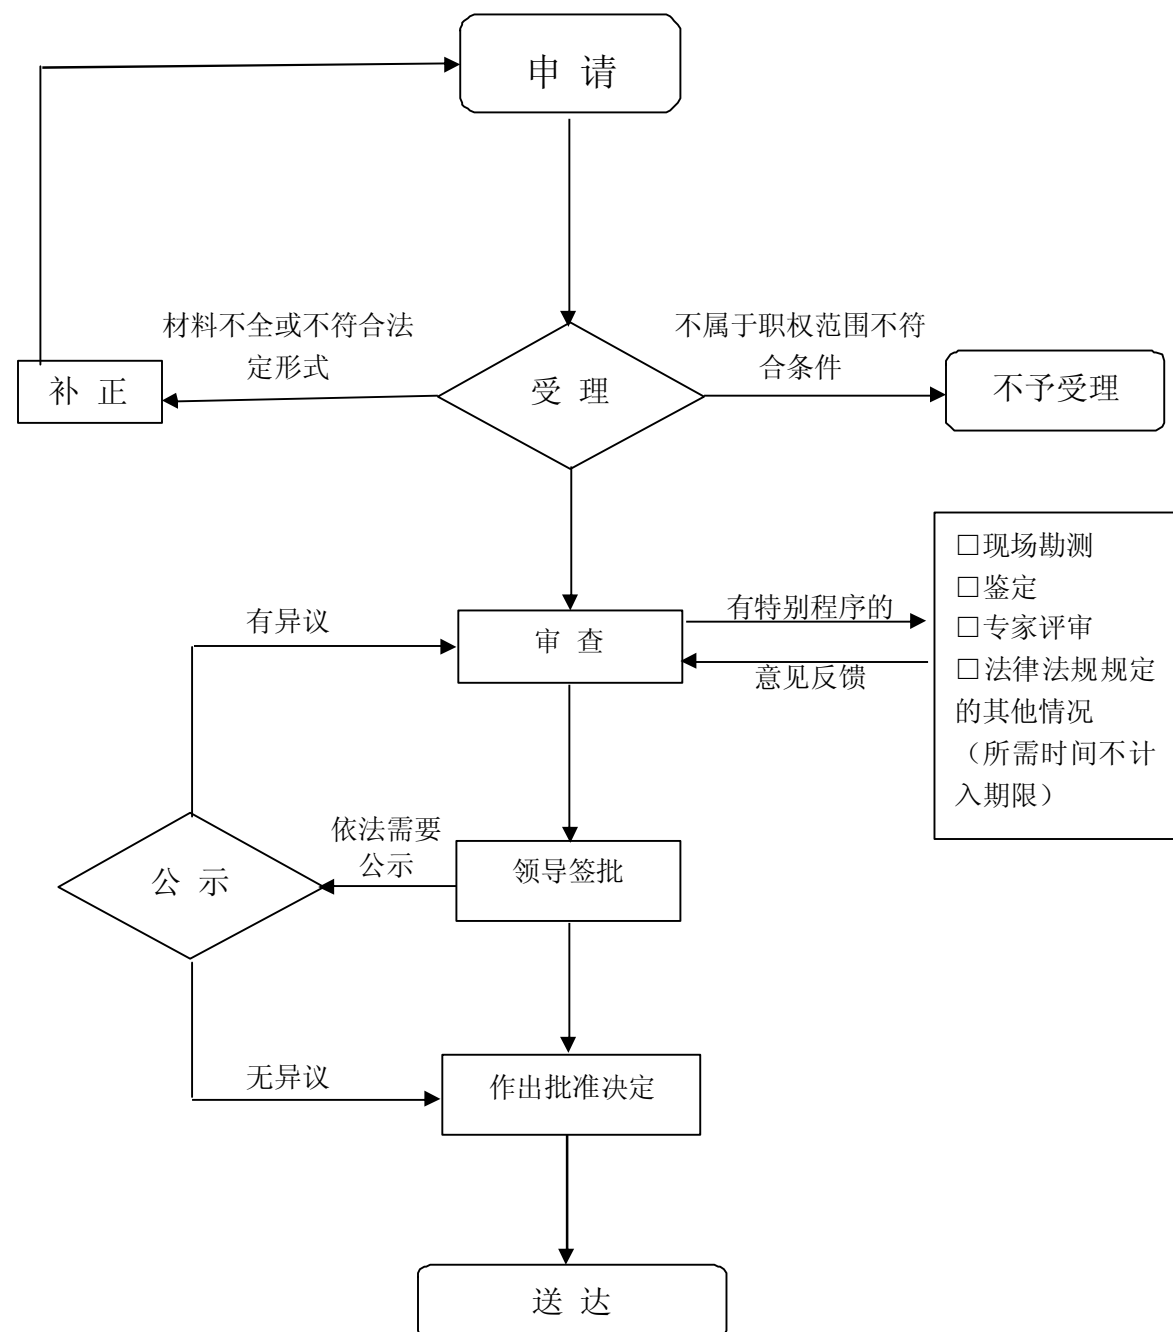 申 请
材料不全或不符合法
定形式
不属于职权范围不符
合条件
补 正
受 理
不予受理
□现场勘测
□鉴定
□专家评审
□法律法规规定
的其他情况
（所需时间不计
入期限）
有异议
审 查
有特别程序的
意见反馈
依法需要
公示
公 示
领导签批
无异议
作出批准决定
送 达